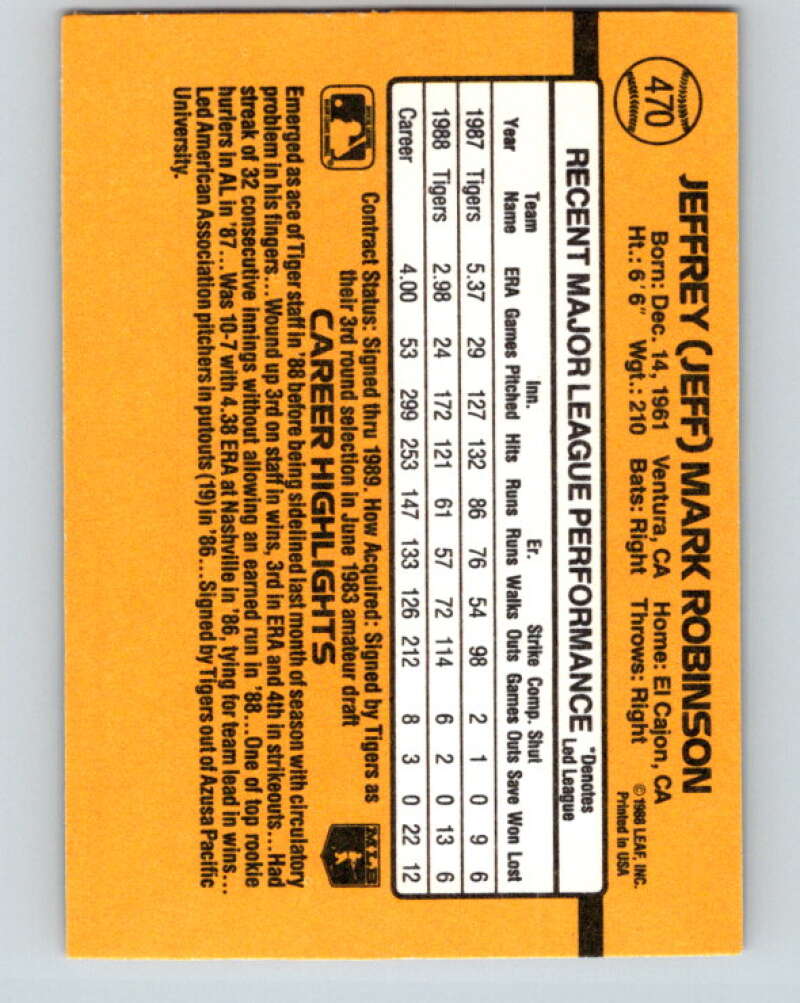 470
JEFFREY (JEFF) MARK ROBINSON
Born: Dec. 14, 1961 Ventura, CA Home: El Cajon, CA
Ht.: 6'6" Wgt.: 210 Bats: Right Throws: Right
© 1988 LEAF, INC.
Printed in USA
RECENT MAJOR LEAGUE PERFORMANCE
*Denotes
Led League
Team Inn. Er. Strike Comp. Shut
Year Name ERA Games Pitched Hits Runs Runs Walks Outs Games Outs Save Won Lost
1987 Tigers 5.37 29 127 132 86 76 54 98 2 1 0 9 6
1988 Tigers 2.98 24 172 121 61 57 72 114 6 2 0 13 6
Career 4.00 53 299 253 147 133 126 212 8 3 0 22 12
Contract Status: Signed thru 1989. How Acquired: Signed by Tigers as
their 3rd round selection in June 1983 amateur draft
M.L.B
CAREER HIGHLIGHTS
Emerged as ace of Tiger staff in '88 before being sidelined last month of season with circulatory
problem in his fingers...Wound up 3rd on staff in wins, 3rd in ERA and 4th in strikeouts...Had
streak of 32 consecutive innings without allowing an earned run in '88...One of top rookie
hurlers in AL in '87...Was 10-7 with 4.38 ERA at Nashville in '86, tying for team lead in wins...
Led American Association pitchers in putouts (19) in '86...Signed by Tigers out of Azusa Pacific
University.